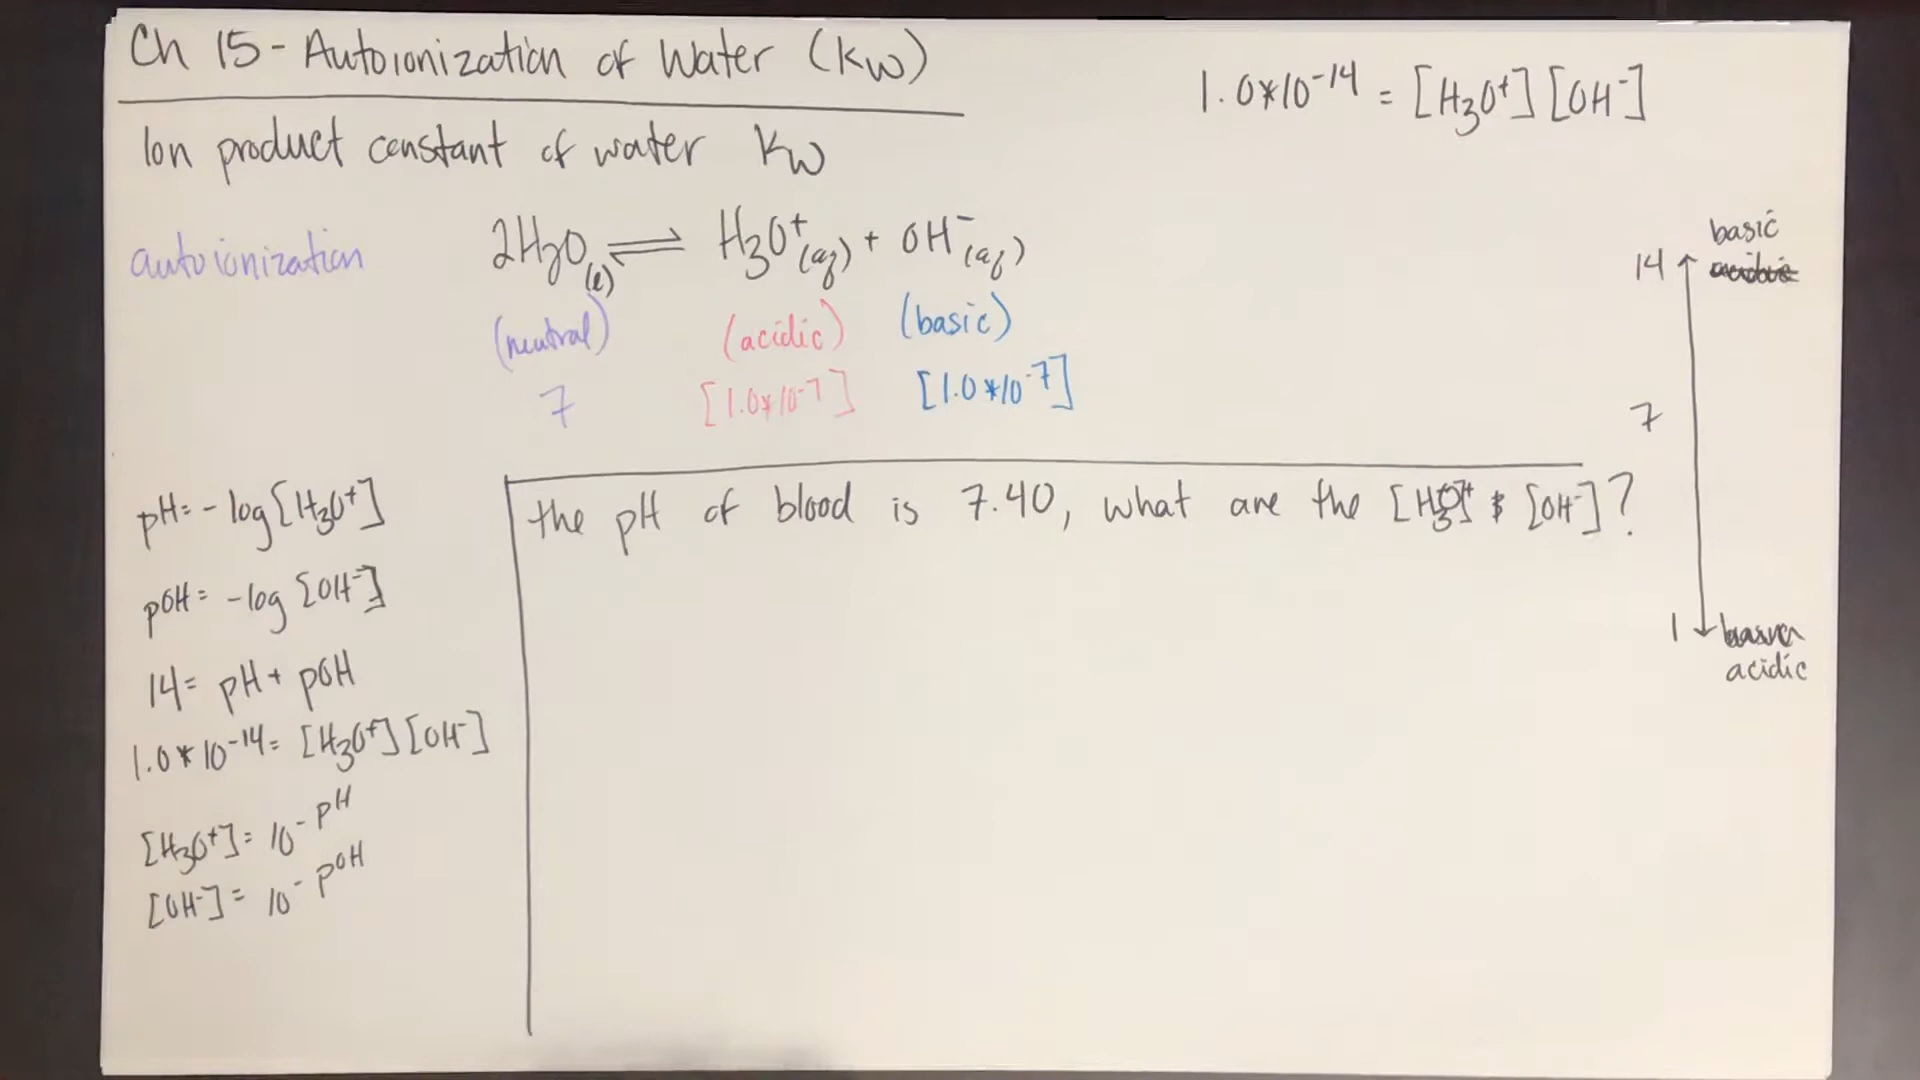 Ch 15 - Autoionization of Water (Kw)
1.0*10⁻¹⁴ = [H₃O⁺][OH⁻]
Ion product constant of water Kw
autoionization 2H₂O(l) ⇌ H₃O⁺(aq) + OH⁻(aq)
(neutral) (acidic) (basic)
7 [1.0*10⁻⁷] [1.0*10⁻⁷]
basic
14
7
1
acidic
pH = -log[H₃O⁺]
pOH = -log[OH⁻]
14 = pH + pOH
1.0*10⁻¹⁴ = [H₃O⁺][OH⁻]
[H₃O⁺] = 10^-pH
[OH⁻] = 10^-pOH
the pH of blood is 7.40, what are the [H₃O⁺] & [OH⁻]?